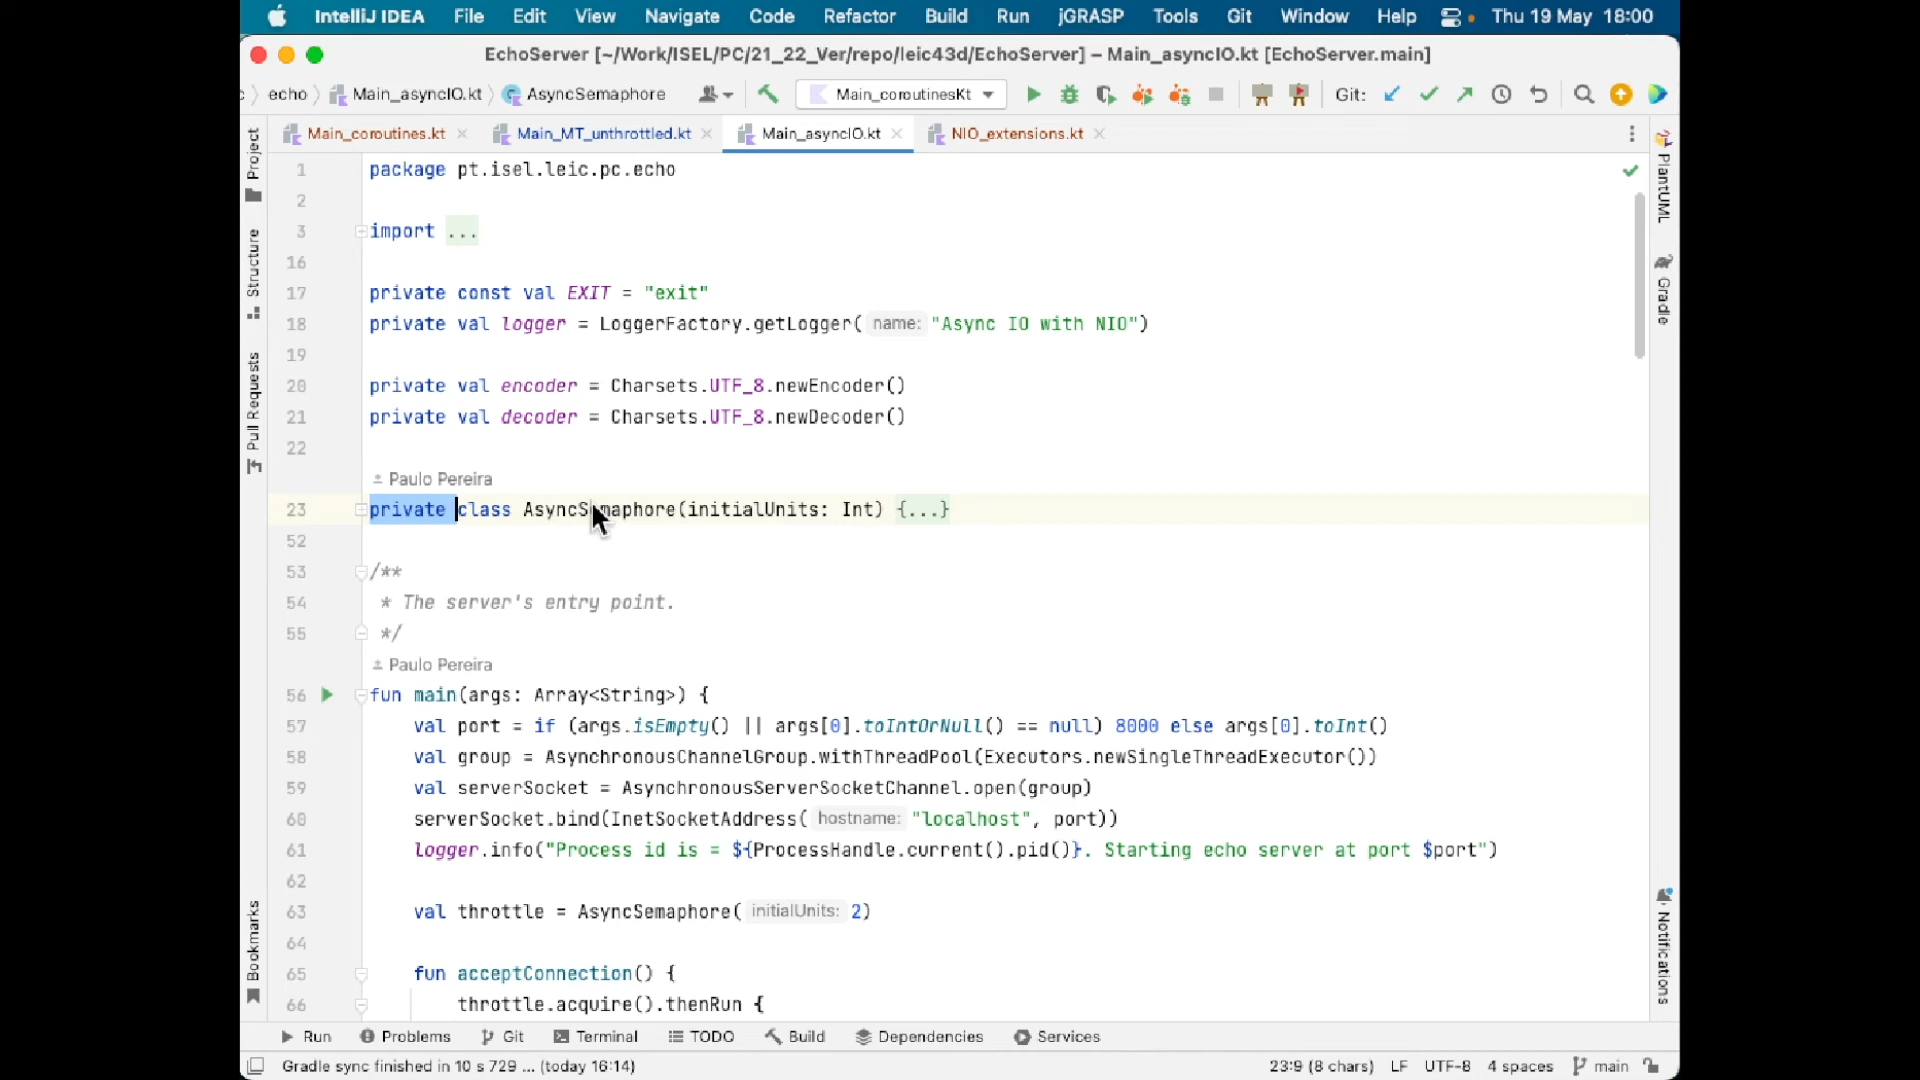 IntelliJ IDEA File Edit View Navigate Code Refactor Build Run jGRASP Tools Git Window Help Thu 19 May 18:00
EchoServer [~/Work/ISEL/PC/21_22_Ver/repo/leic43d/EchoServer] – Main_asyncIO.kt [EchoServer.main]
echo Main_asyncIO.kt AsyncSemaphore Main_coroutinesKt Git:
Main_coroutines.kt Main_MT_unthrottled.kt Main_asyncIO.kt NIO_extensions.kt
Project
Structure
Pull Requests
Bookmarks
1 package pt.isel.leic.pc.echo
2
3 import ...
16
17 private const val EXIT = "exit"
18 private val logger = LoggerFactory.getLogger( name: "Async IO with NIO")
19
20 private val encoder = Charsets.UTF_8.newEncoder()
21 private val decoder = Charsets.UTF_8.newDecoder()
22
Paulo Pereira
23 private class AsyncSemaphore(initialUnits: Int) {...}
52
53 /**
54 * The server's entry point.
55 */
Paulo Pereira
56 fun main(args: Array<String>) {
57 val port = if (args.isEmpty() || args[0].toIntOrNull() == null) 8000 else args[0].toInt()
58 val group = AsynchronousChannelGroup.withThreadPool(Executors.newSingleThreadExecutor())
59 val serverSocket = AsynchronousServerSocketChannel.open(group)
60 serverSocket.bind(InetSocketAddress( hostname: "localhost", port))
61 logger.info("Process id is = ${ProcessHandle.current().pid()}. Starting echo server at port $port")
62
63 val throttle = AsyncSemaphore( initialUnits: 2)
64
65 fun acceptConnection() {
66 throttle.acquire().thenRun {
PlantUML
Gradle
Notifications
Run Problems Git Terminal TODO Build Dependencies Services
Gradle sync finished in 10 s 729 ... (today 16:14) 23:9 (8 chars) LF UTF-8 4 spaces main